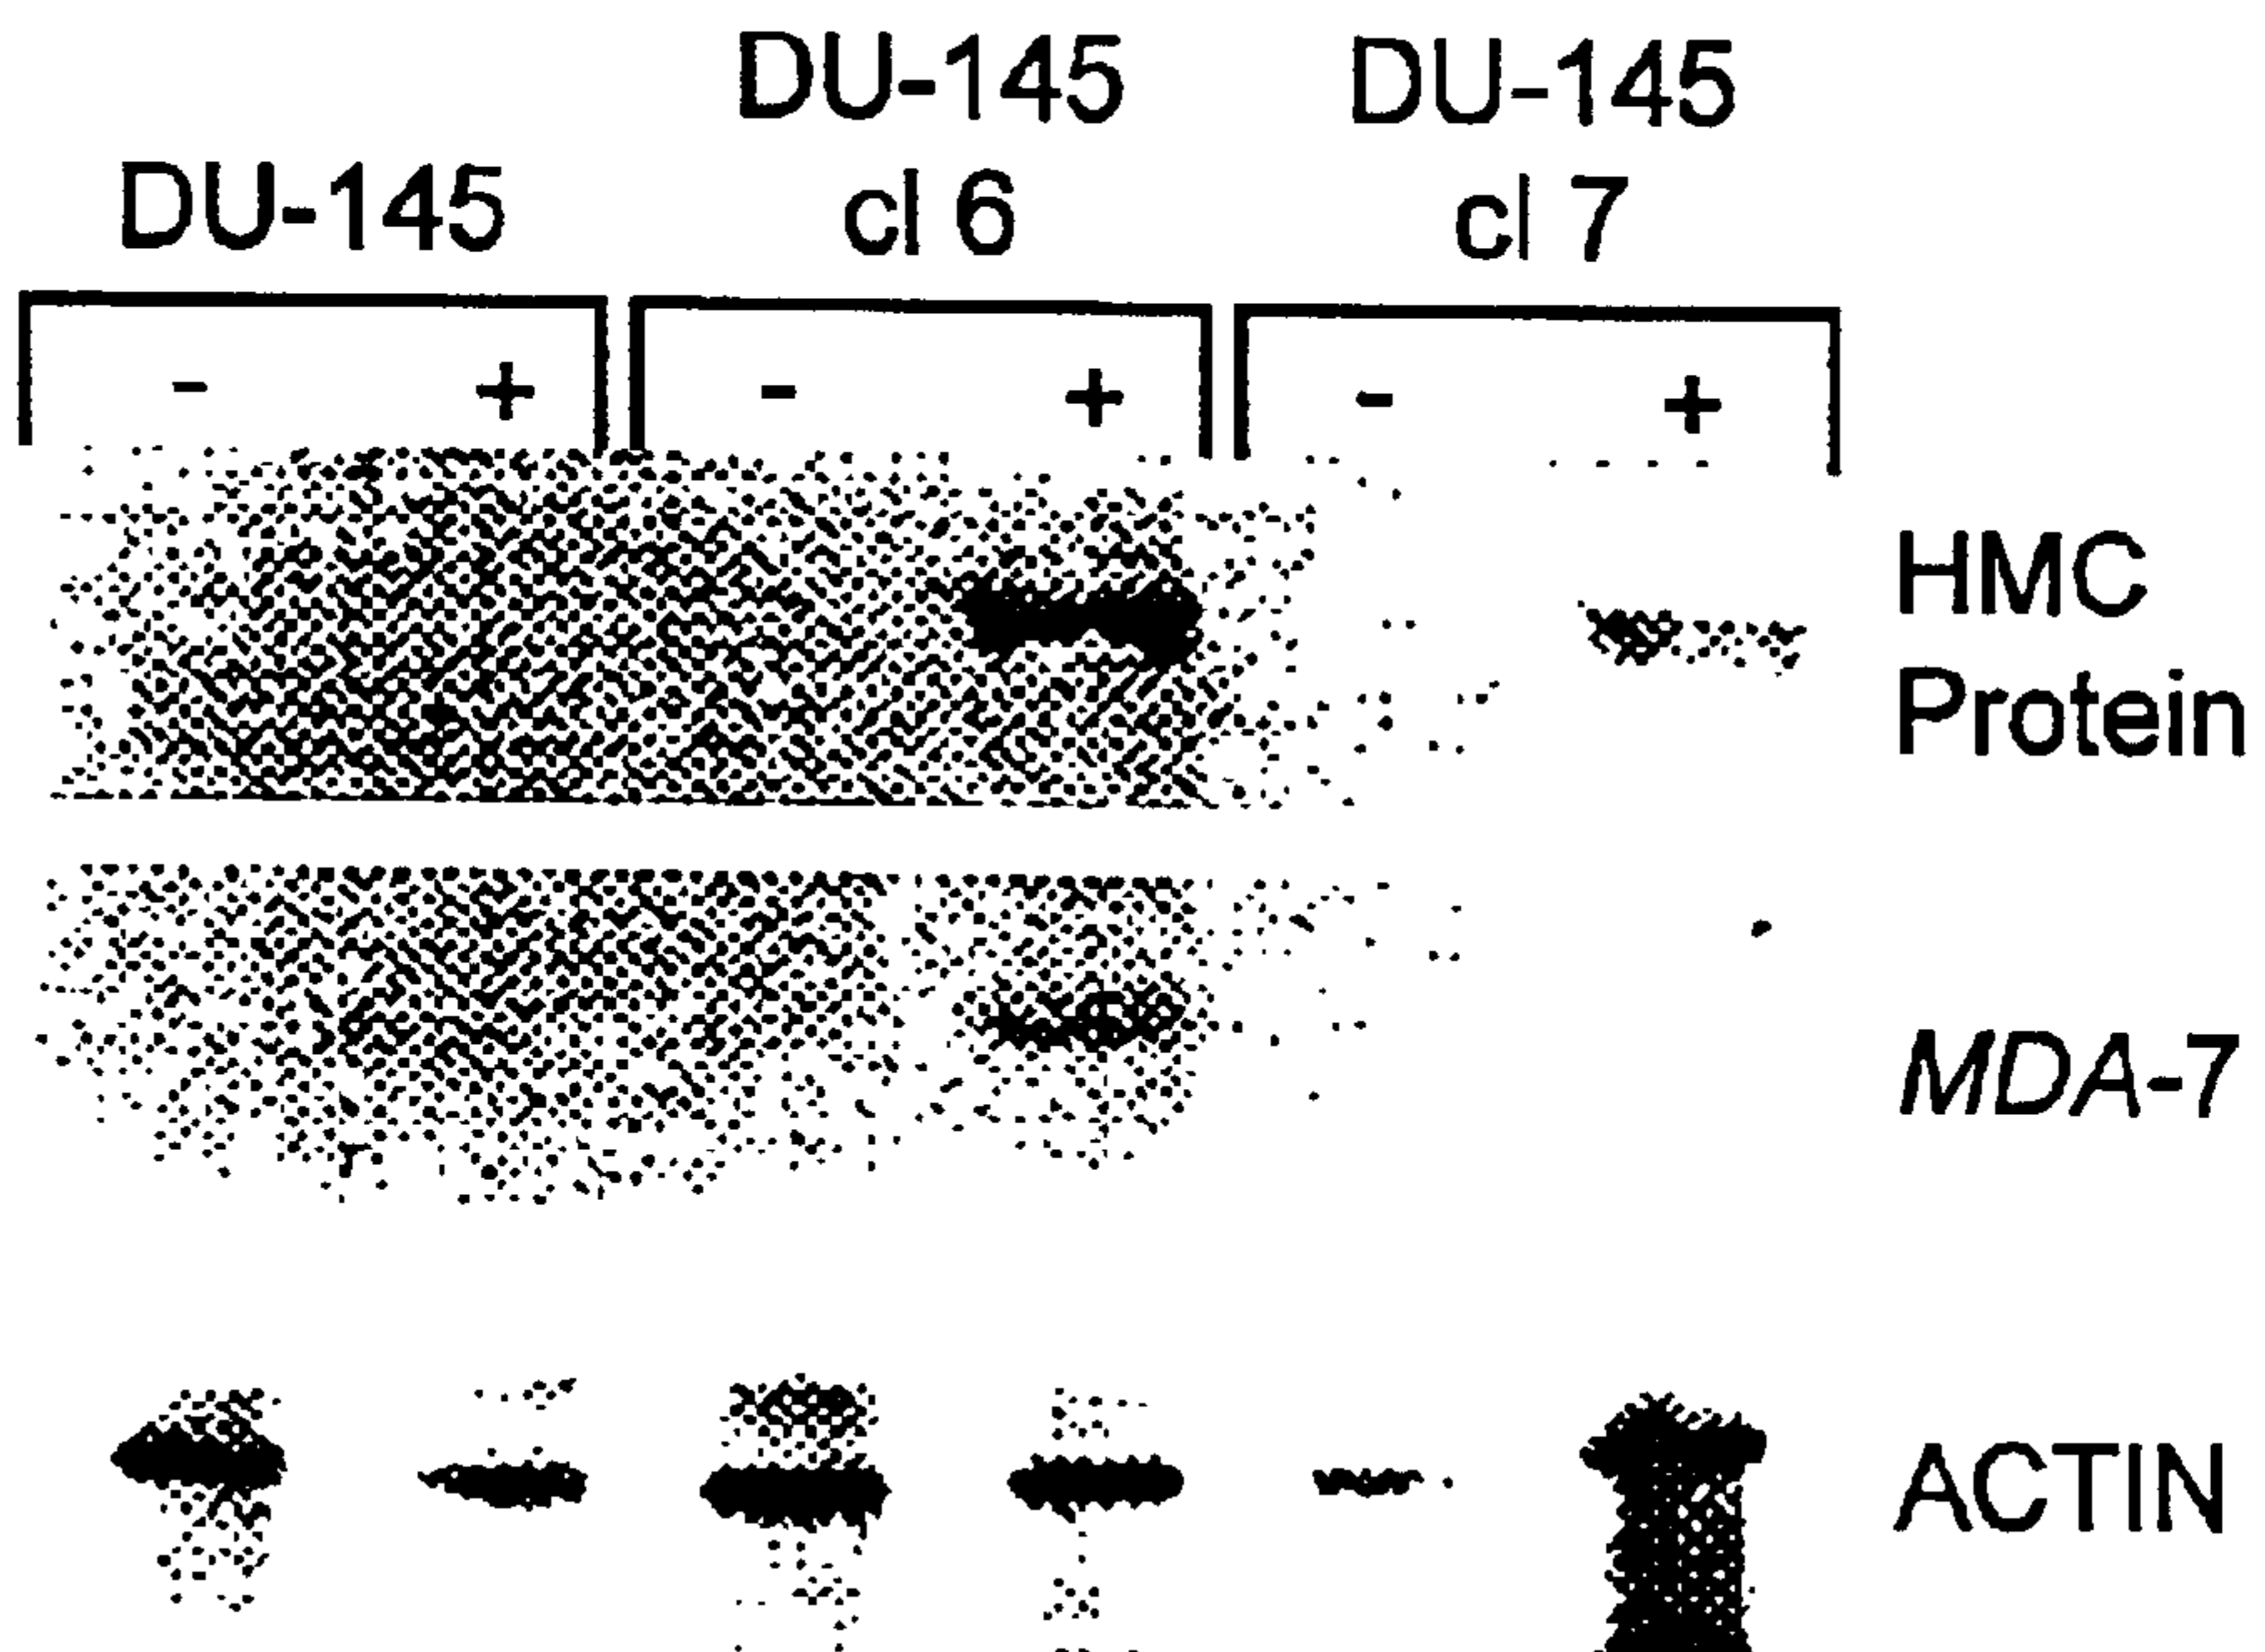 DU-145 DU-145
DU-145 cl 6 cl 7
- + - + - +
HMC
Protein
MDA-7
ACTIN